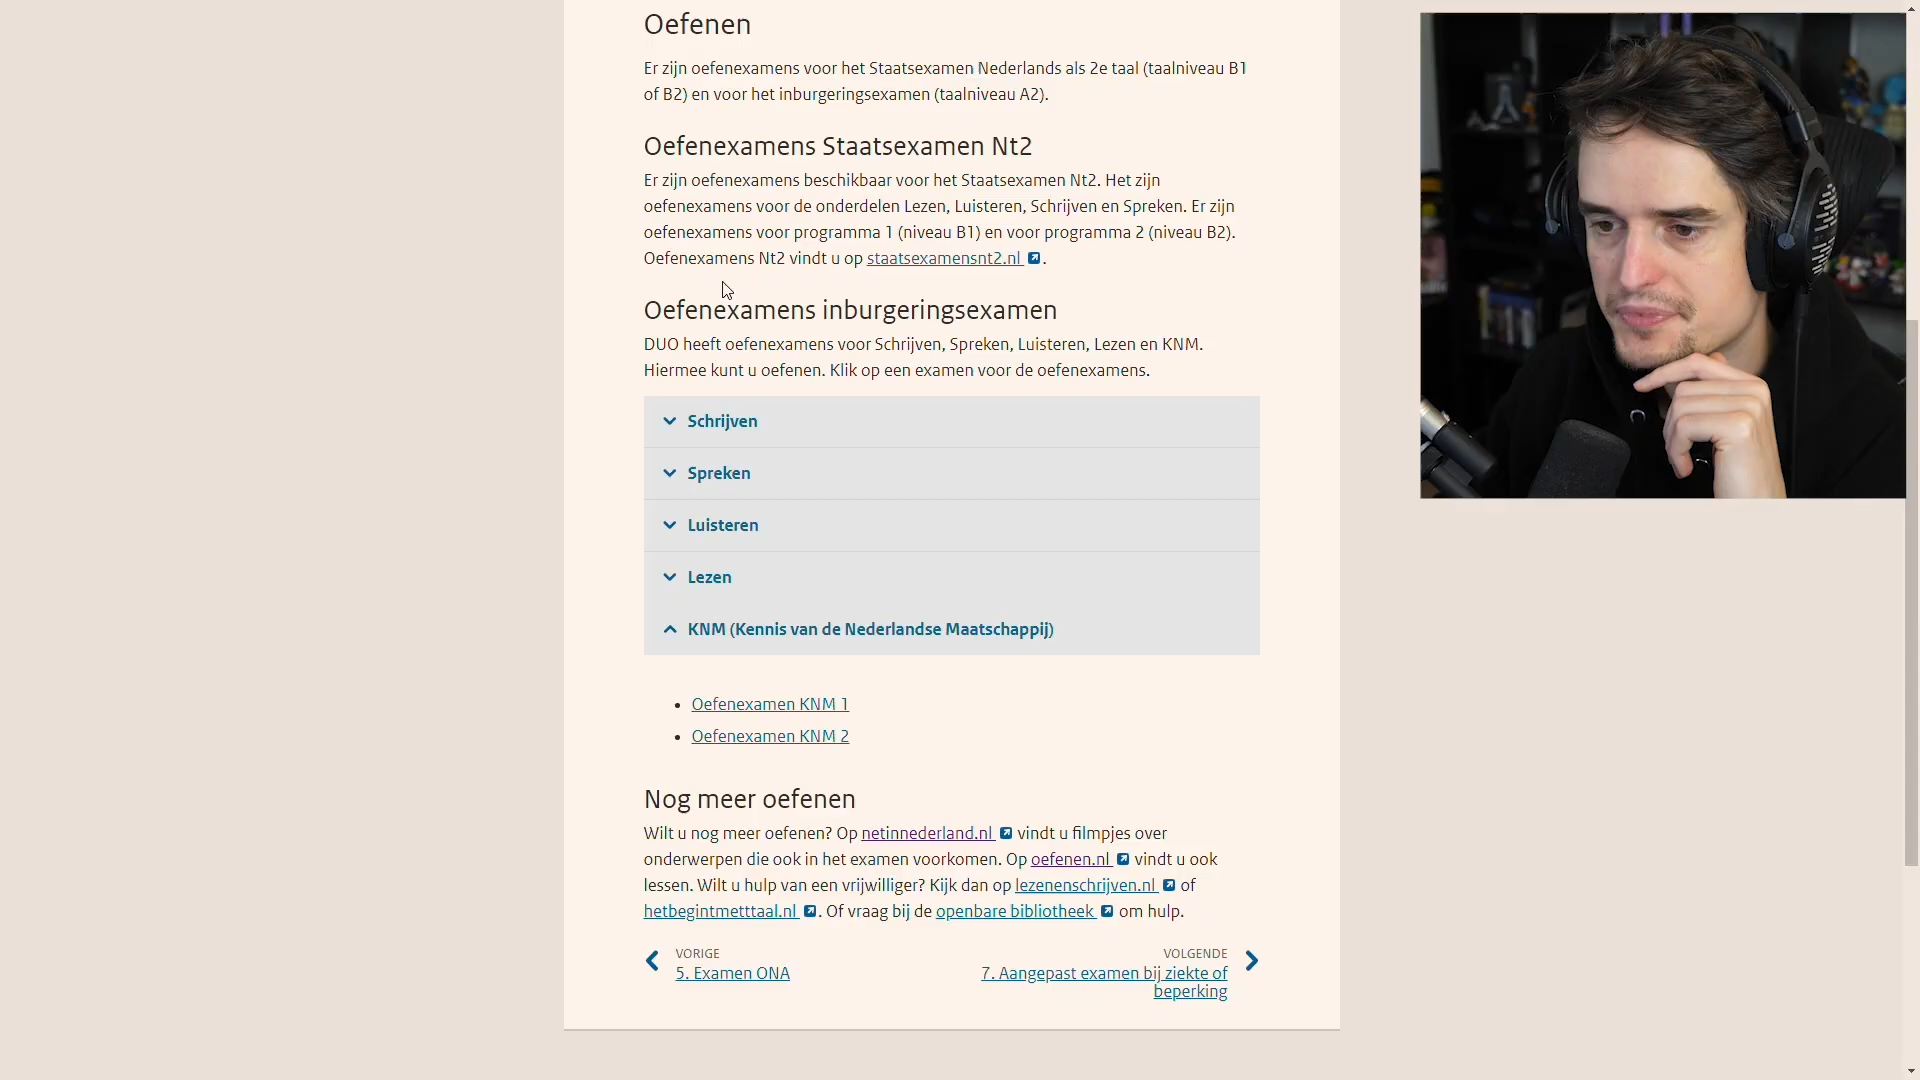 Oefenen
Er zijn oefenexamens voor het Staatsexamen Nederlands als 2e taal (taalniveau B1
of B2) en voor het inburgeringsexamen (taalniveau A2).
Oefenexamens Staatsexamen Nt2
Er zijn oefenexamens beschikbaar voor het Staatsexamen Nt2. Het zijn
oefenexamens voor de onderdelen Lezen, Luisteren, Schrijven en Spreken. Er zijn
oefenexamens voor programma 1 (niveau B1) en voor programma 2 (niveau B2).
Oefenexamens Nt2 vindt u op staatsexamensnt2.nl .
Oefenexamens inburgeringsexamen
DUO heeft oefenexamens voor Schrijven, Spreken, Luisteren, Lezen en KNM.
Hiermee kunt u oefenen. Klik op een examen voor de oefenexamens.
Schrijven
Spreken
Luisteren
Lezen
KNM (Kennis van de Nederlandse Maatschappij)
• Oefenexamen KNM 1
• Oefenexamen KNM 2
Nog meer oefenen
Wilt u nog meer oefenen? Op netinnederland.nl vindt u filmpjes over
onderwerpen die ook in het examen voorkomen. Op oefenen.nl vindt u ook
lessen. Wilt u hulp van een vrijwilliger? Kijk dan op lezenenschrijven.nl of
hetbegintmetttaal.nl . Of vraag bij de openbare bibliotheek om hulp.
VORIGE
5. Examen ONA
VOLGENDE
7. Aangepast examen bij ziekte of
beperking